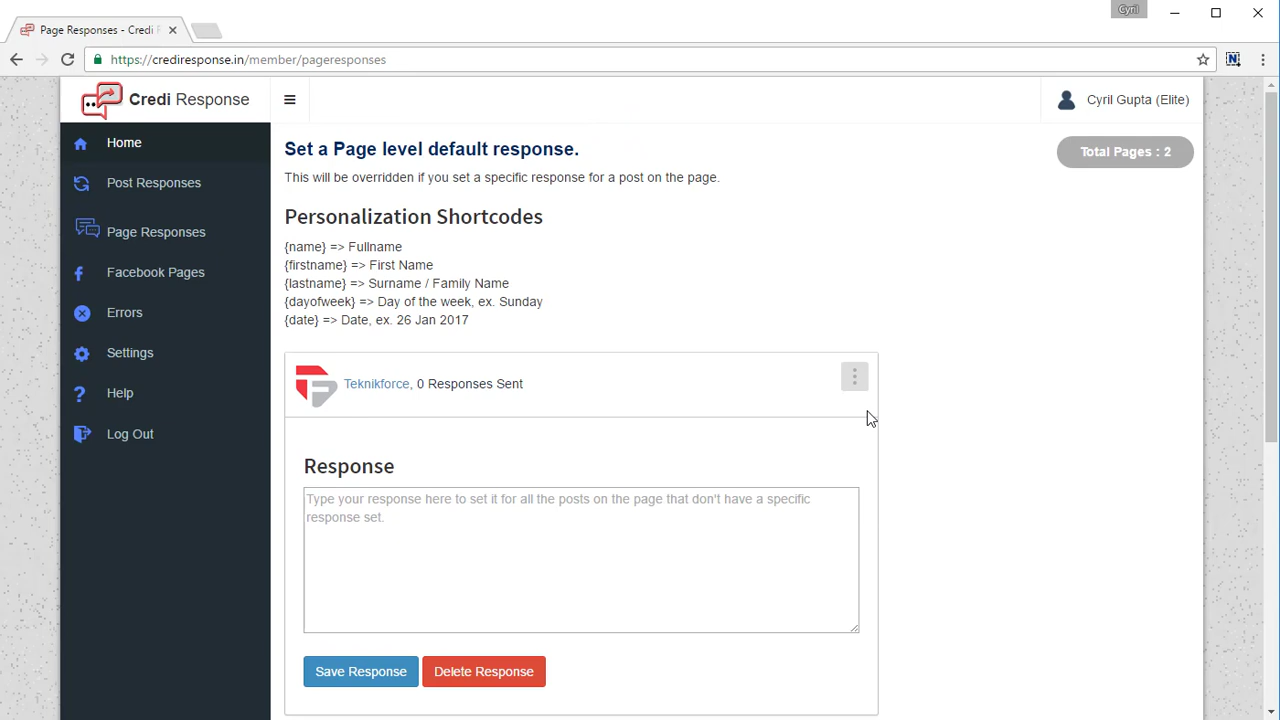 Cyril
Page Responses - Credi
https://crediresponse.in/member/pageresponses
Credi Response
Cyril Gupta (Elite)
Home
Post Responses
Page Responses
Facebook Pages
Errors
Settings
Help
Log Out
Set a Page level default response.
Total Pages : 2
This will be overridden if you set a specific response for a post on the page.
Personalization Shortcodes
{name} => Fullname
{firstname} => First Name
{lastname} => Surname / Family Name
{dayofweek} => Day of the week, ex. Sunday
{date} => Date, ex. 26 Jan 2017
Teknikforce, 0 Responses Sent
Response
Type your response here to set it for all the posts on the page that don't have a specific
response set.
Save Response
Delete Response